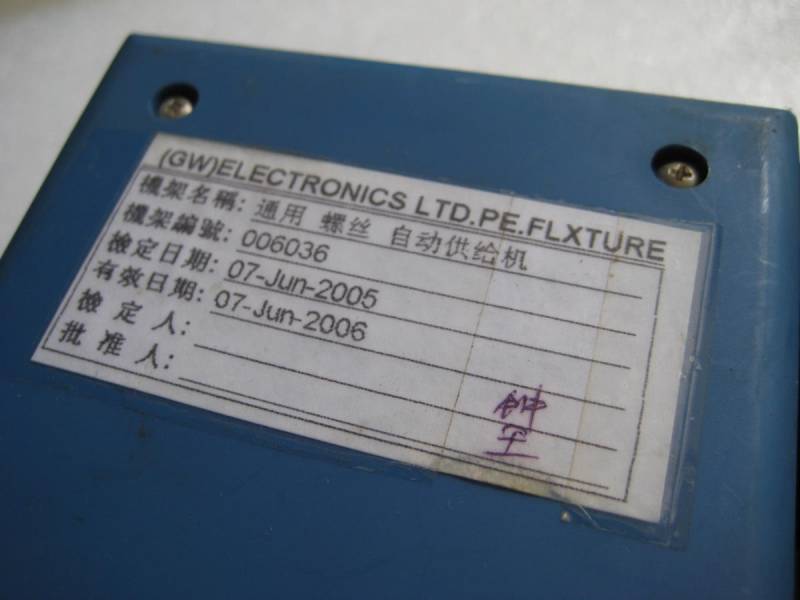 (GW)ELECTRONICS LTD.PE.FLXTURE
機架名稱: 通用 螺丝 自动供给机
機架編號: 006036
檢定日期: 07-Jun-2005
有效日期: 07-Jun-2006
檢 定 人:
批 准 人: